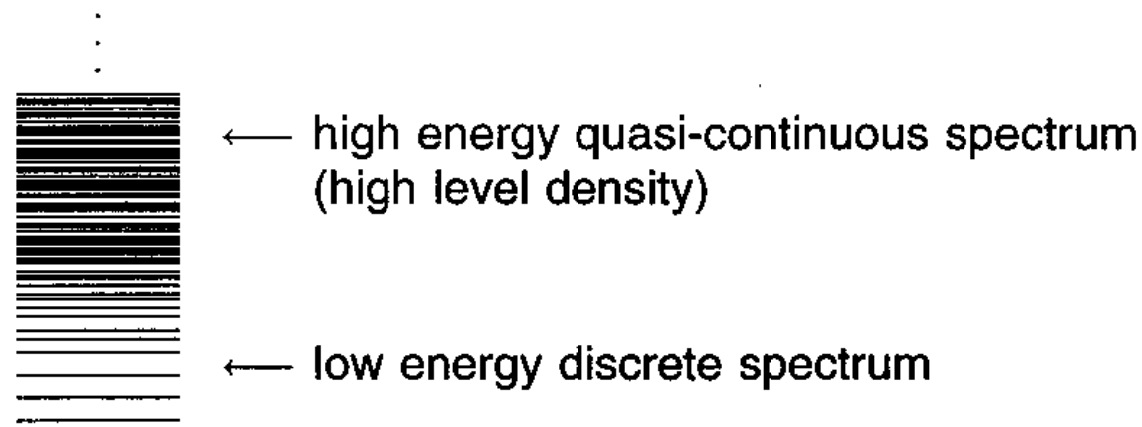 high energy quasi-continuous spectrum
(high level density)
low energy discrete spectrum